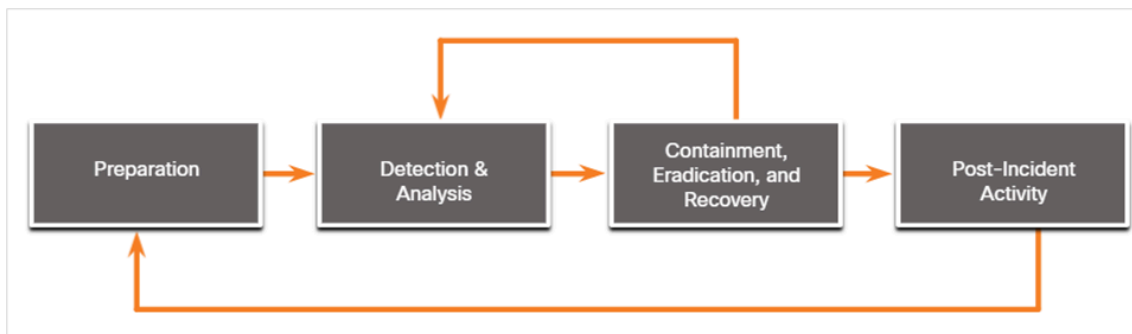 Preparation
Detection &
Analysis
Containment,
Eradication, and
Recovery
Post-Incident
Activity